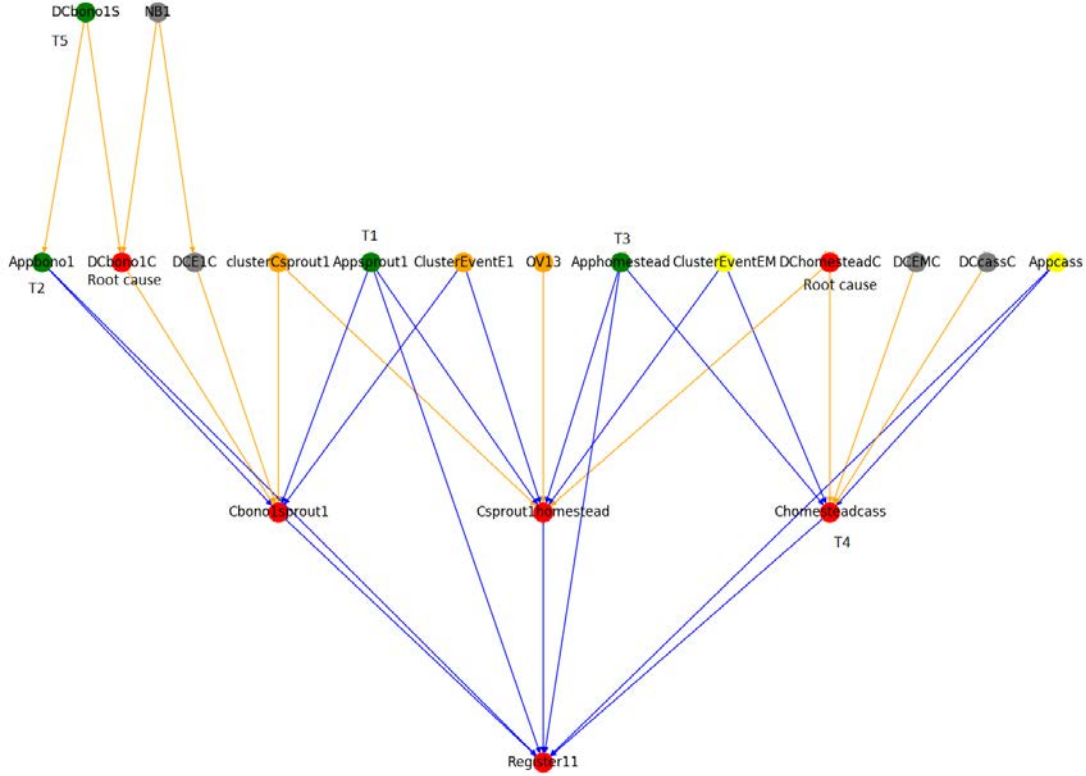 DCbono1S
NB1
T5
T1
T3
Appbono1
DCbono1C
DCE1C
clusterCsprout1
Appsprout1
ClusterEventE1
OV13
Apphomestead
ClusterEventEM
DChomesteadC
DCEMC
DCcassC
Appcass
T2
Root cause
Root cause
Cbono1sprout1
Csprout1homestead
Chomesteadcass
T4
Register11